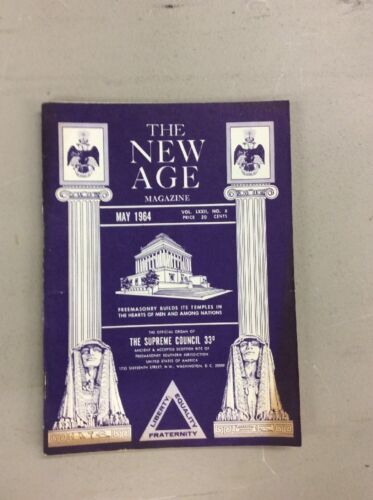 THE
NEW
AGE
MAGAZINE
MAY 1964
VOL. LXXII, NO. 5
PRICE 20 CENTS
FREEMASONRY BUILDS ITS TEMPLES IN
THE HEARTS OF MEN AND AMONG NATIONS
THE OFFICIAL ORGAN OF
THE SUPREME COUNCIL 33°
ANCIENT & ACCEPTED SCOTTISH RITE OF
FREEMASONRY SOUTHERN JURISDICTION
UNITED STATES OF AMERICA
1733 SIXTEENTH STREET, N.W., WASHINGTON, D. C. 20009
LIBERTY
EQUALITY
FRATERNITY